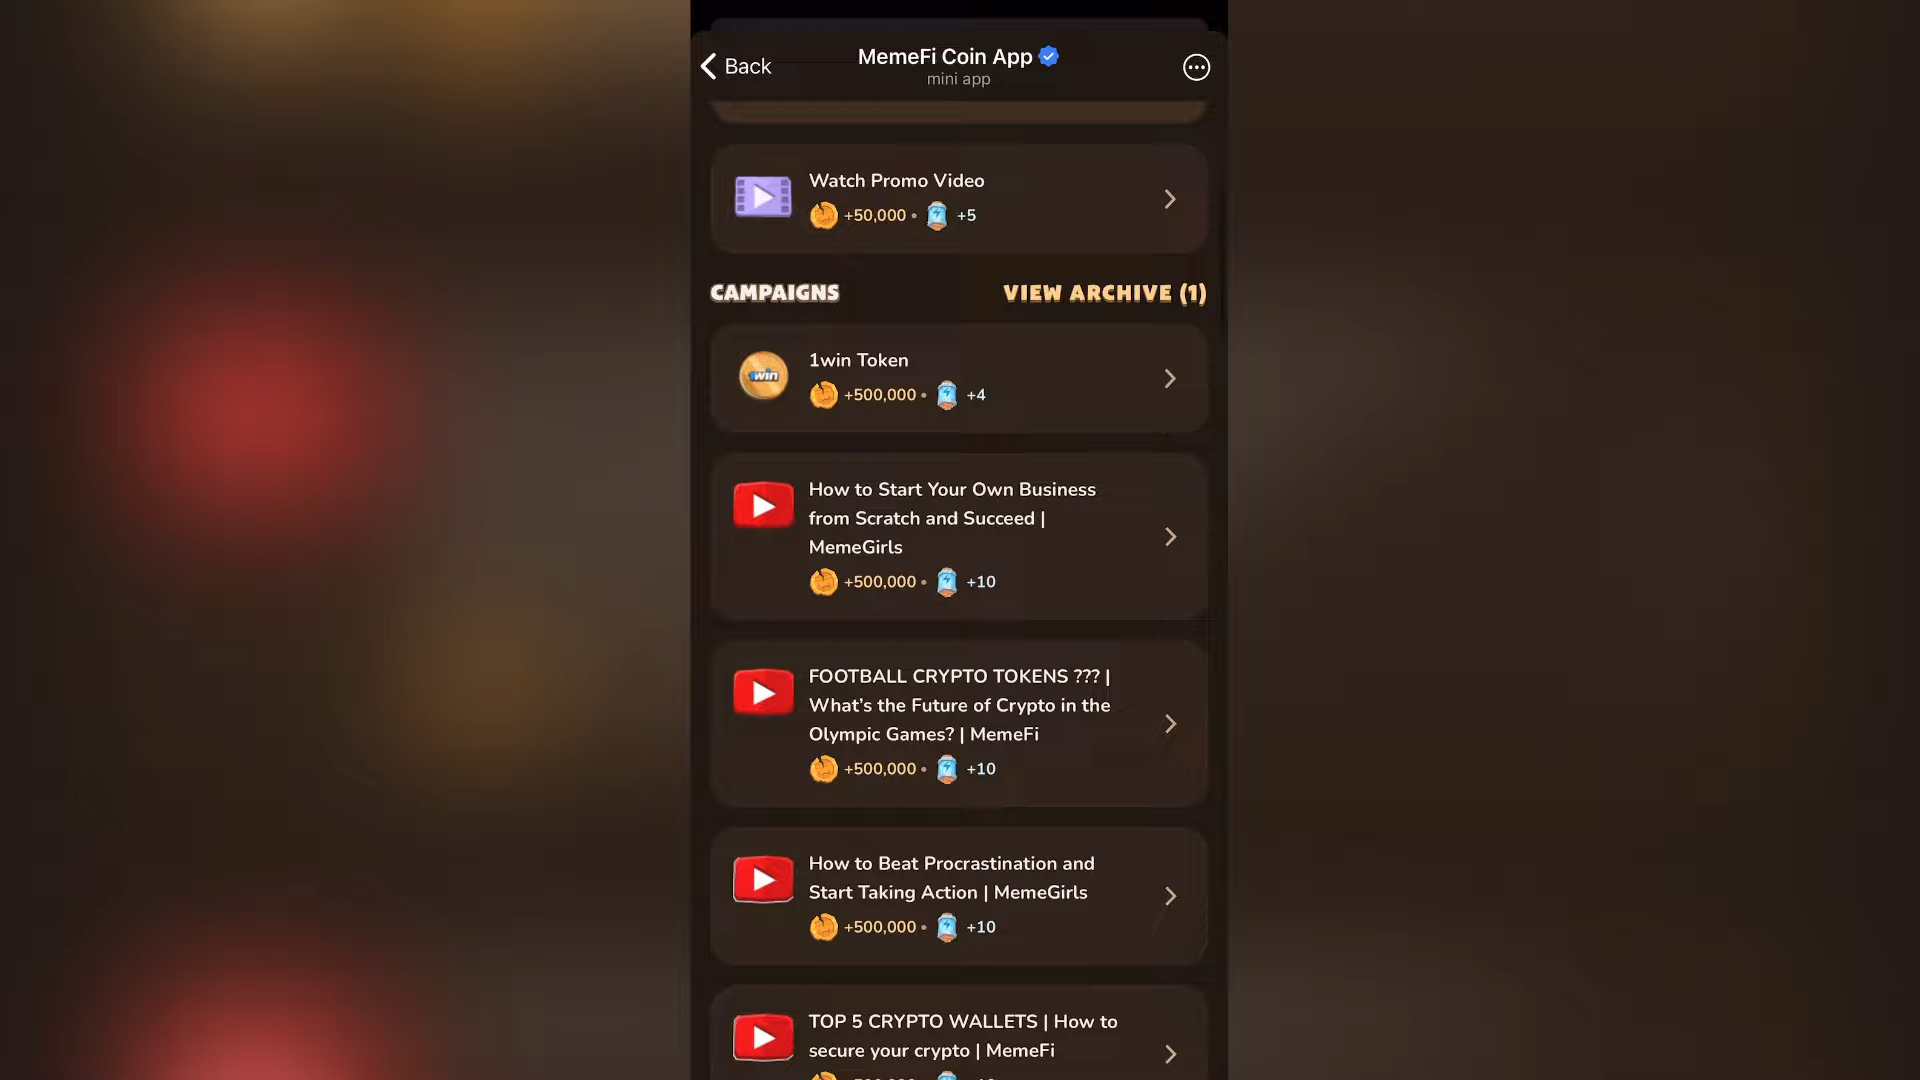 Back
MemeFi Coin App
mini app
Watch Promo Video
+50,000 • +5
CAMPAIGNS
VIEW ARCHIVE (1)
1win
1win Token
+500,000 • +4
How to Start Your Own Business
from Scratch and Succeed |
MemeGirls
+500,000 • +10
FOOTBALL CRYPTO TOKENS ??? |
What’s the Future of Crypto in the
Olympic Games? | MemeFi
+500,000 • +10
How to Beat Procrastination and
Start Taking Action | MemeGirls
+500,000 • +10
TOP 5 CRYPTO WALLETS | How to
secure your crypto | MemeFi